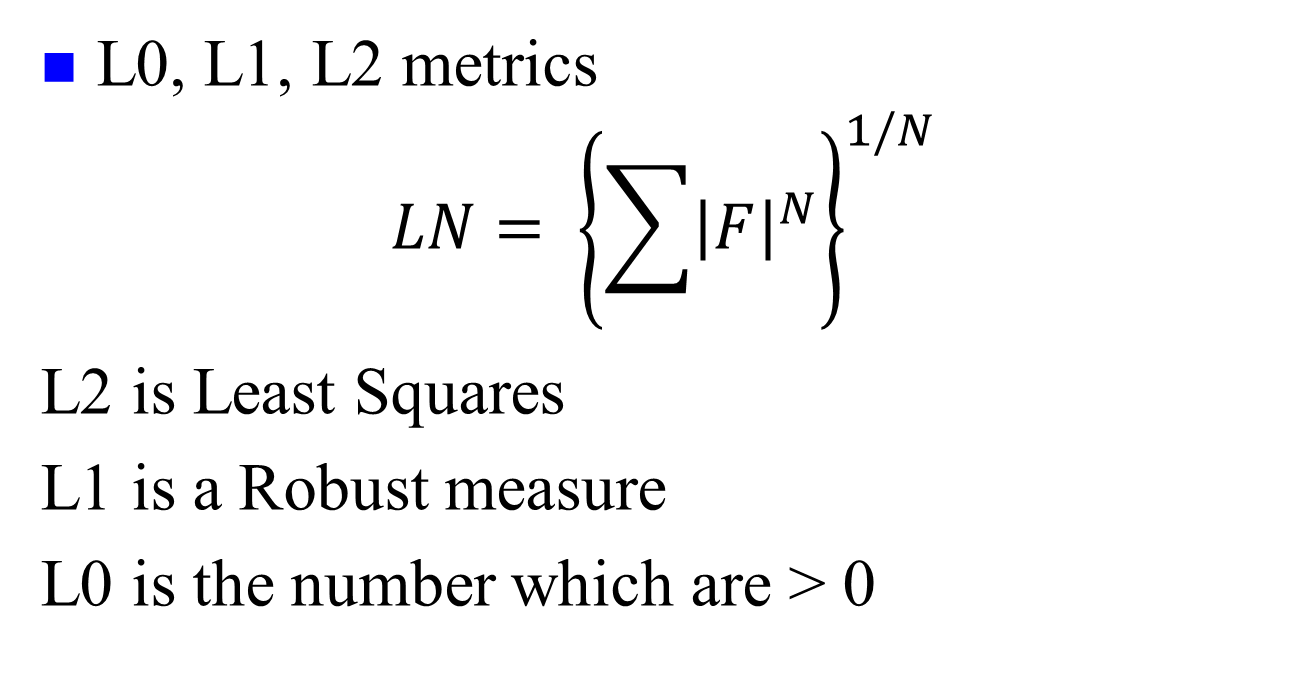 ■ L0, L1, L2 metrics
LN = {∑|F|^N}^{1/N}
L2 is Least Squares
L1 is a Robust measure
L0 is the number which are > 0